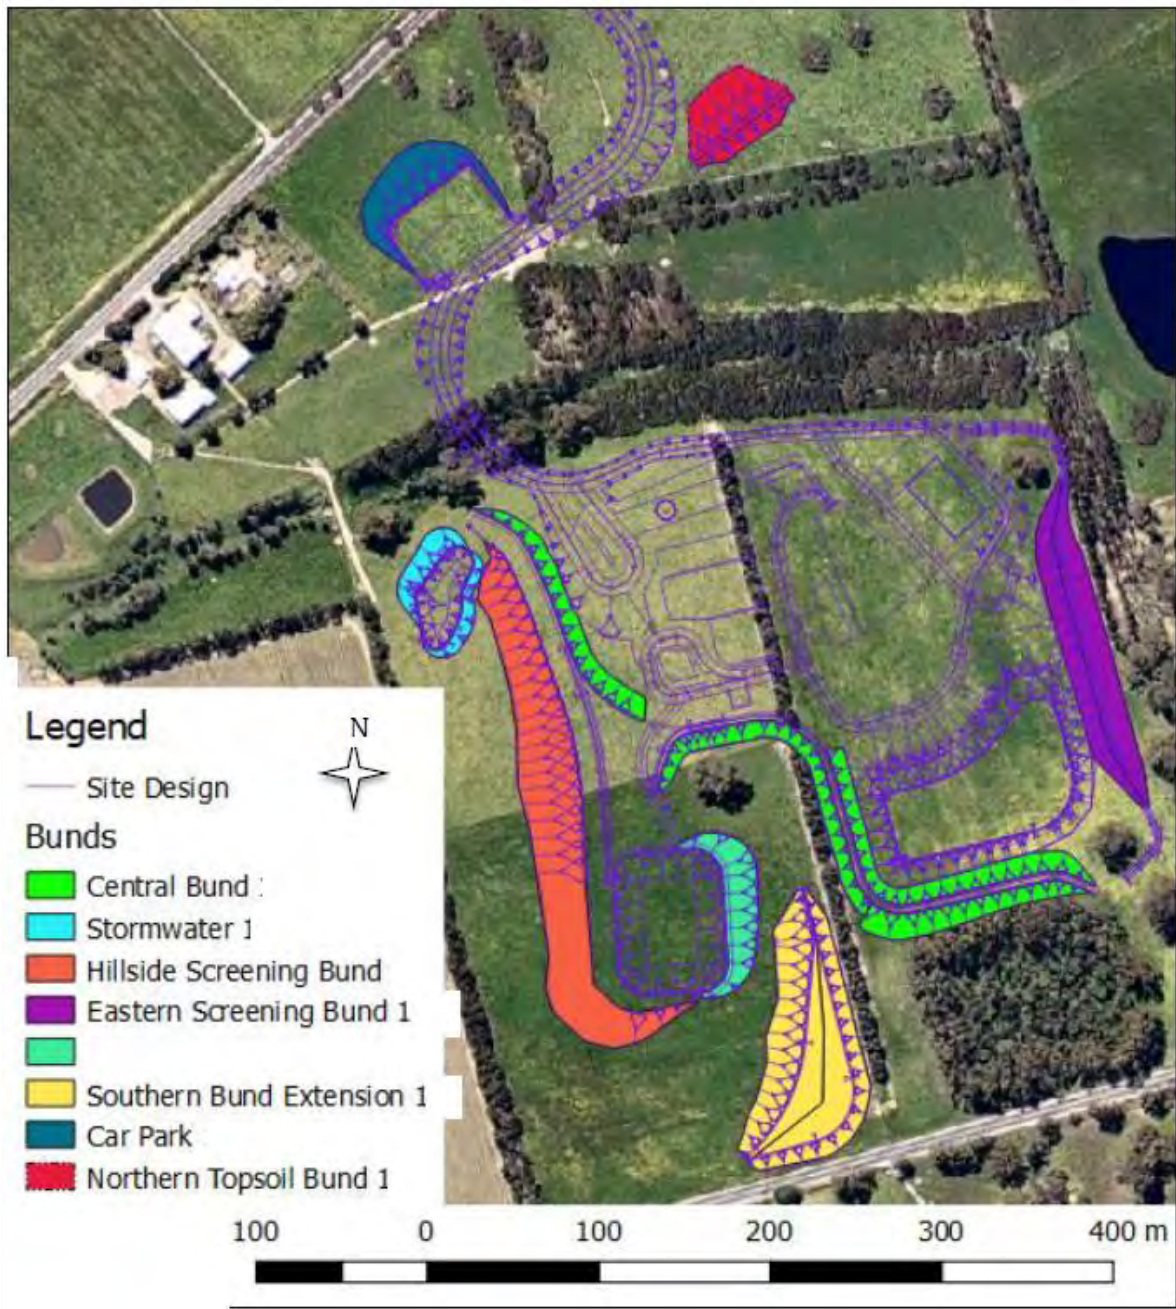 Legend
N
Site Design
Bunds
Central Bund :
Stormwater 1
Hillside Screening Bund
Eastern Screening Bund 1
Southern Bund Extension 1
Car Park
Northern Topsoil Bund 1
100 0 100 200 300 400 m